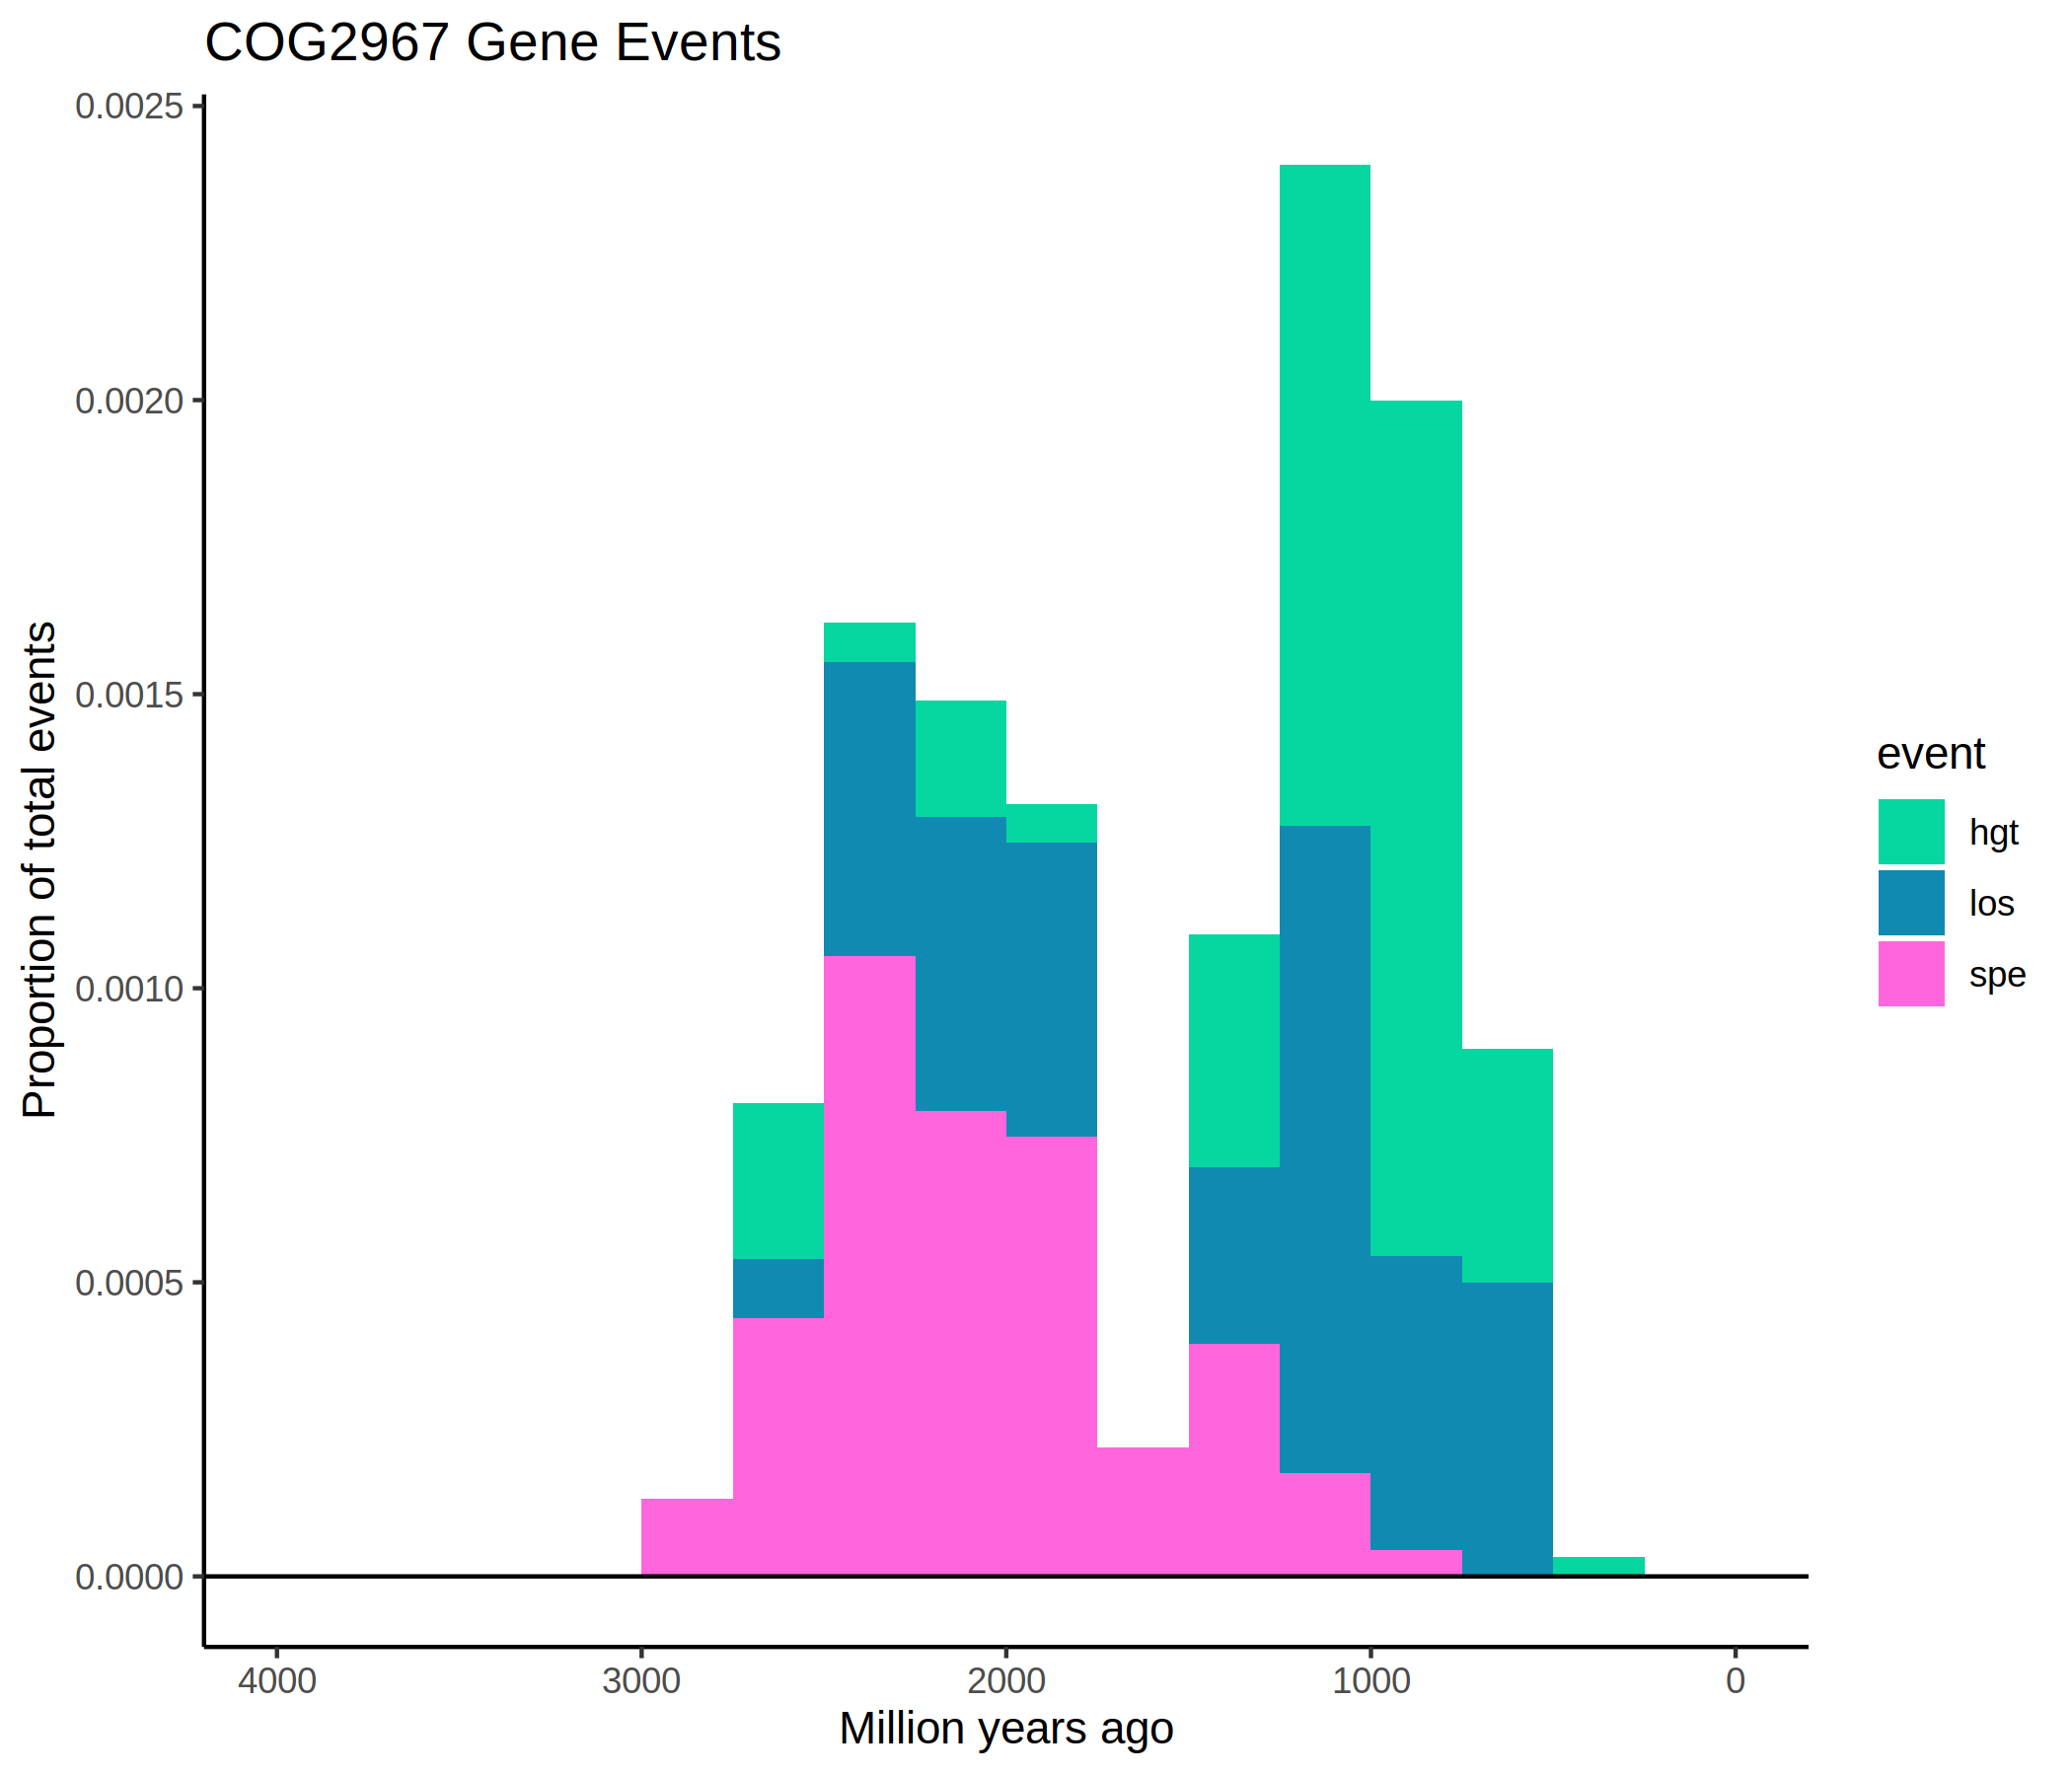 COG2967 Gene Events
0.0025
0.0020
0.0015
0.0010
0.0005
0.0000
Proportion of total events
4000 3000 2000 1000 0
Million years ago
event
hgt
los
spe